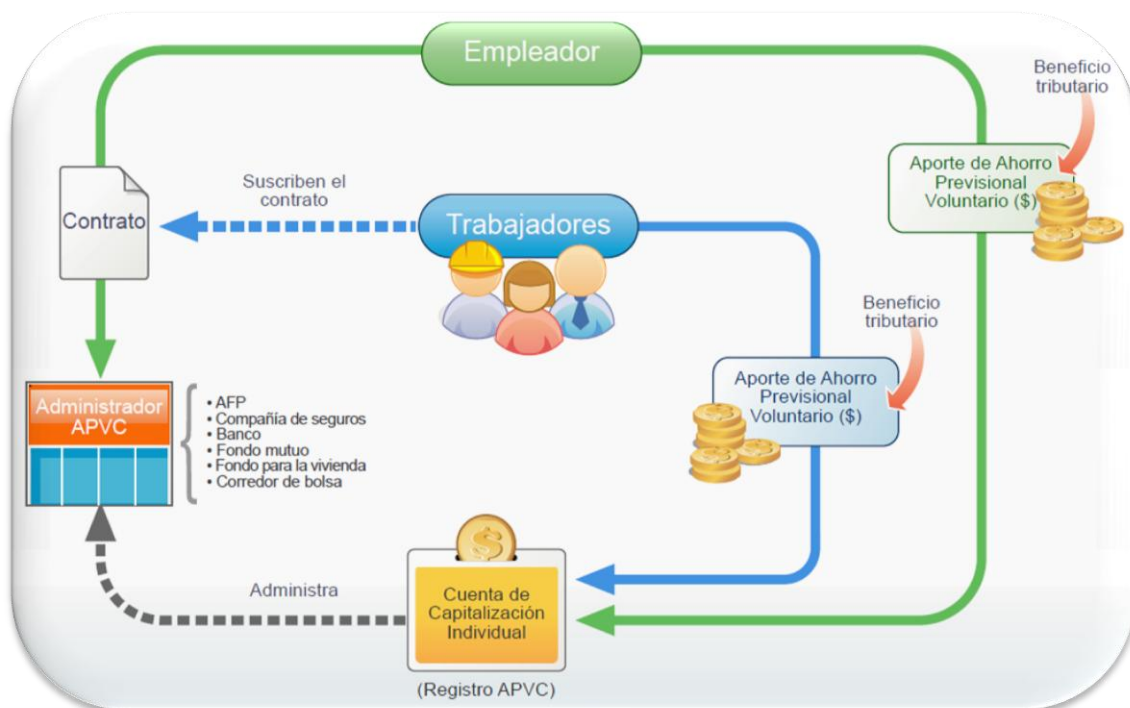 Empleador
Beneficio
tributario
Aporte de Ahorro
Previsional
Voluntario ($)
Suscriben el
contrato
Contrato
Trabajadores
Beneficio
tributario
Aporte de Ahorro
Previsional
Voluntario ($)
Administrador
APVC
• AFP
• Compañía de seguros
• Banco
• Fondo mutuo
• Fondo para la vivienda
• Corredor de bolsa
$
Administra
Cuenta de
Capitalización
Individual
(Registro APVC)